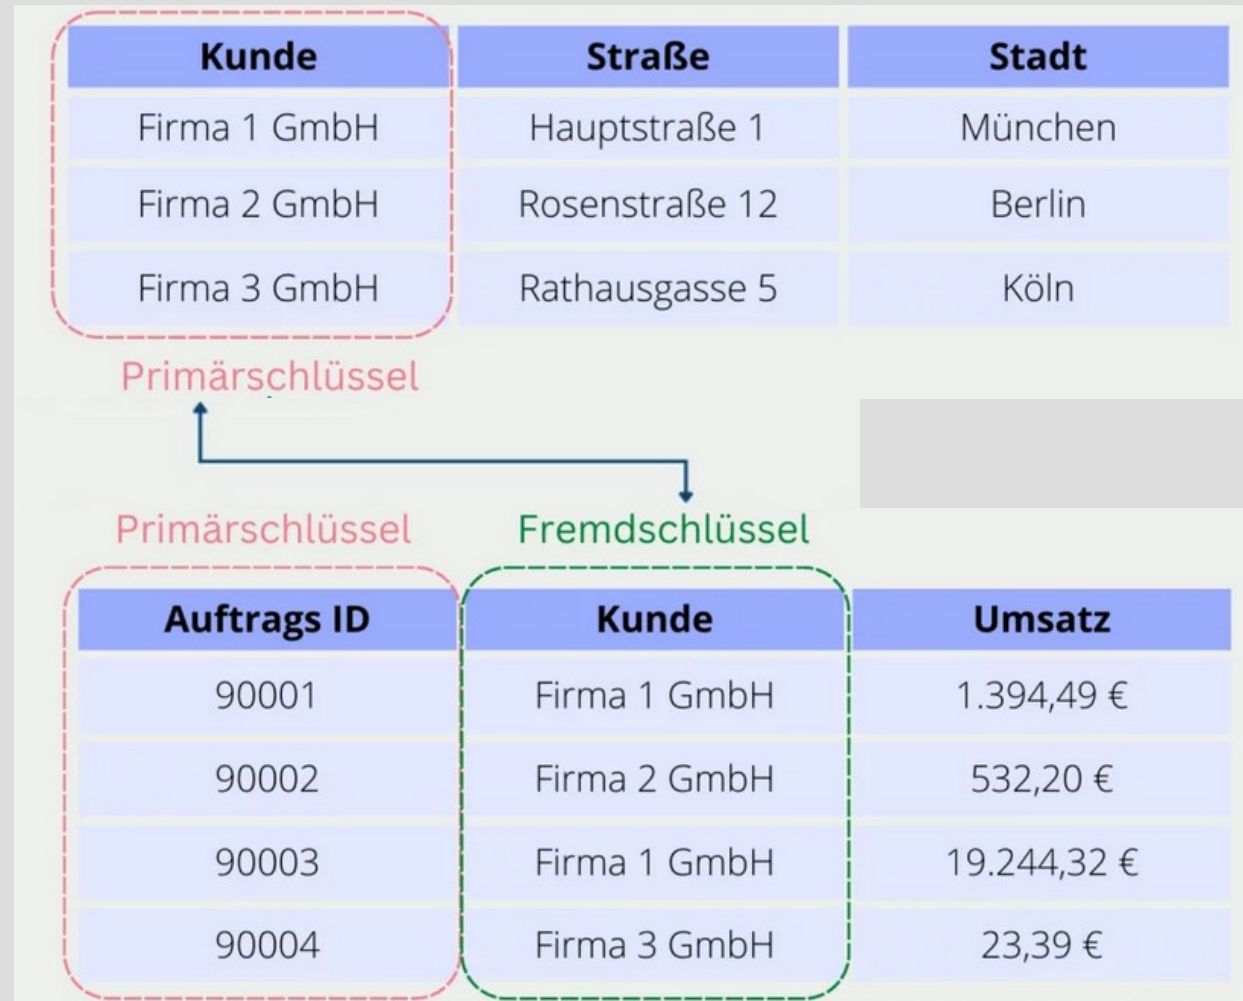 Kunde Straße Stadt
Firma 1 GmbH Hauptstraße 1 München
Firma 2 GmbH Rosenstraße 12 Berlin
Firma 3 GmbH Rathausgasse 5 Köln
Primärschlüssel
Primärschlüssel Fremdschlüssel
Auftrags ID Kunde Umsatz
90001 Firma 1 GmbH 1.394,49 €
90002 Firma 2 GmbH 532,20 €
90003 Firma 1 GmbH 19.244,32 €
90004 Firma 3 GmbH 23,39 €